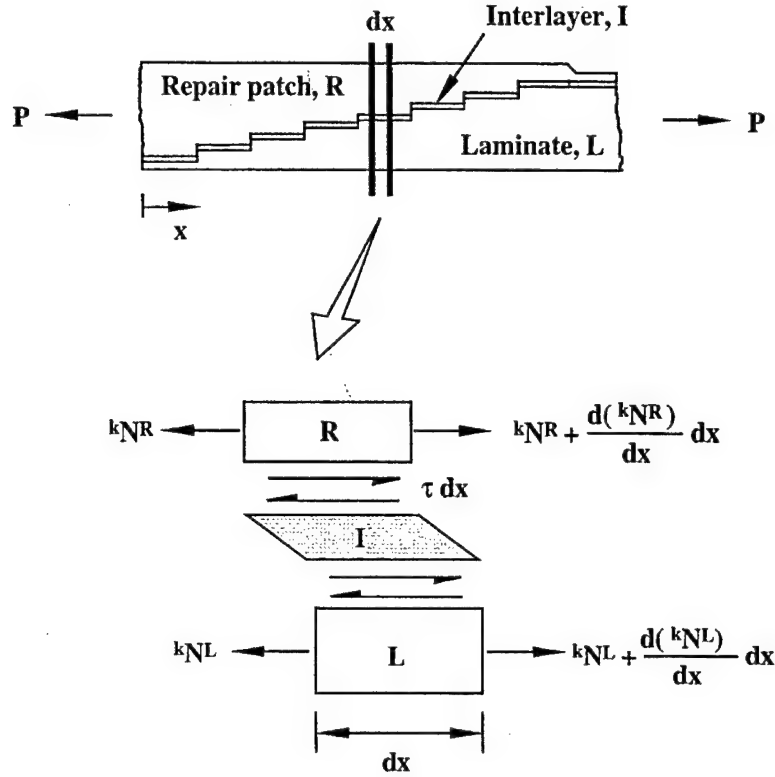 dx
Interlayer, I
Repair patch, R
P
P
Laminate, L
x
ᵏNᴿ
R
ᵏNᴿ + d(ᵏNᴿ)/dx dx
τ dx
I
ᵏNᴸ
L
ᵏNᴸ + d(ᵏNᴸ)/dx dx
dx